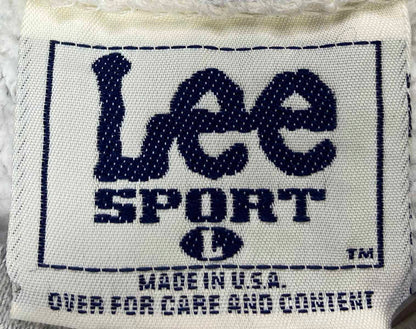 Lee
SPORT
L
TM
MADE IN U.S.A.
OVER FOR CARE AND CONTENT